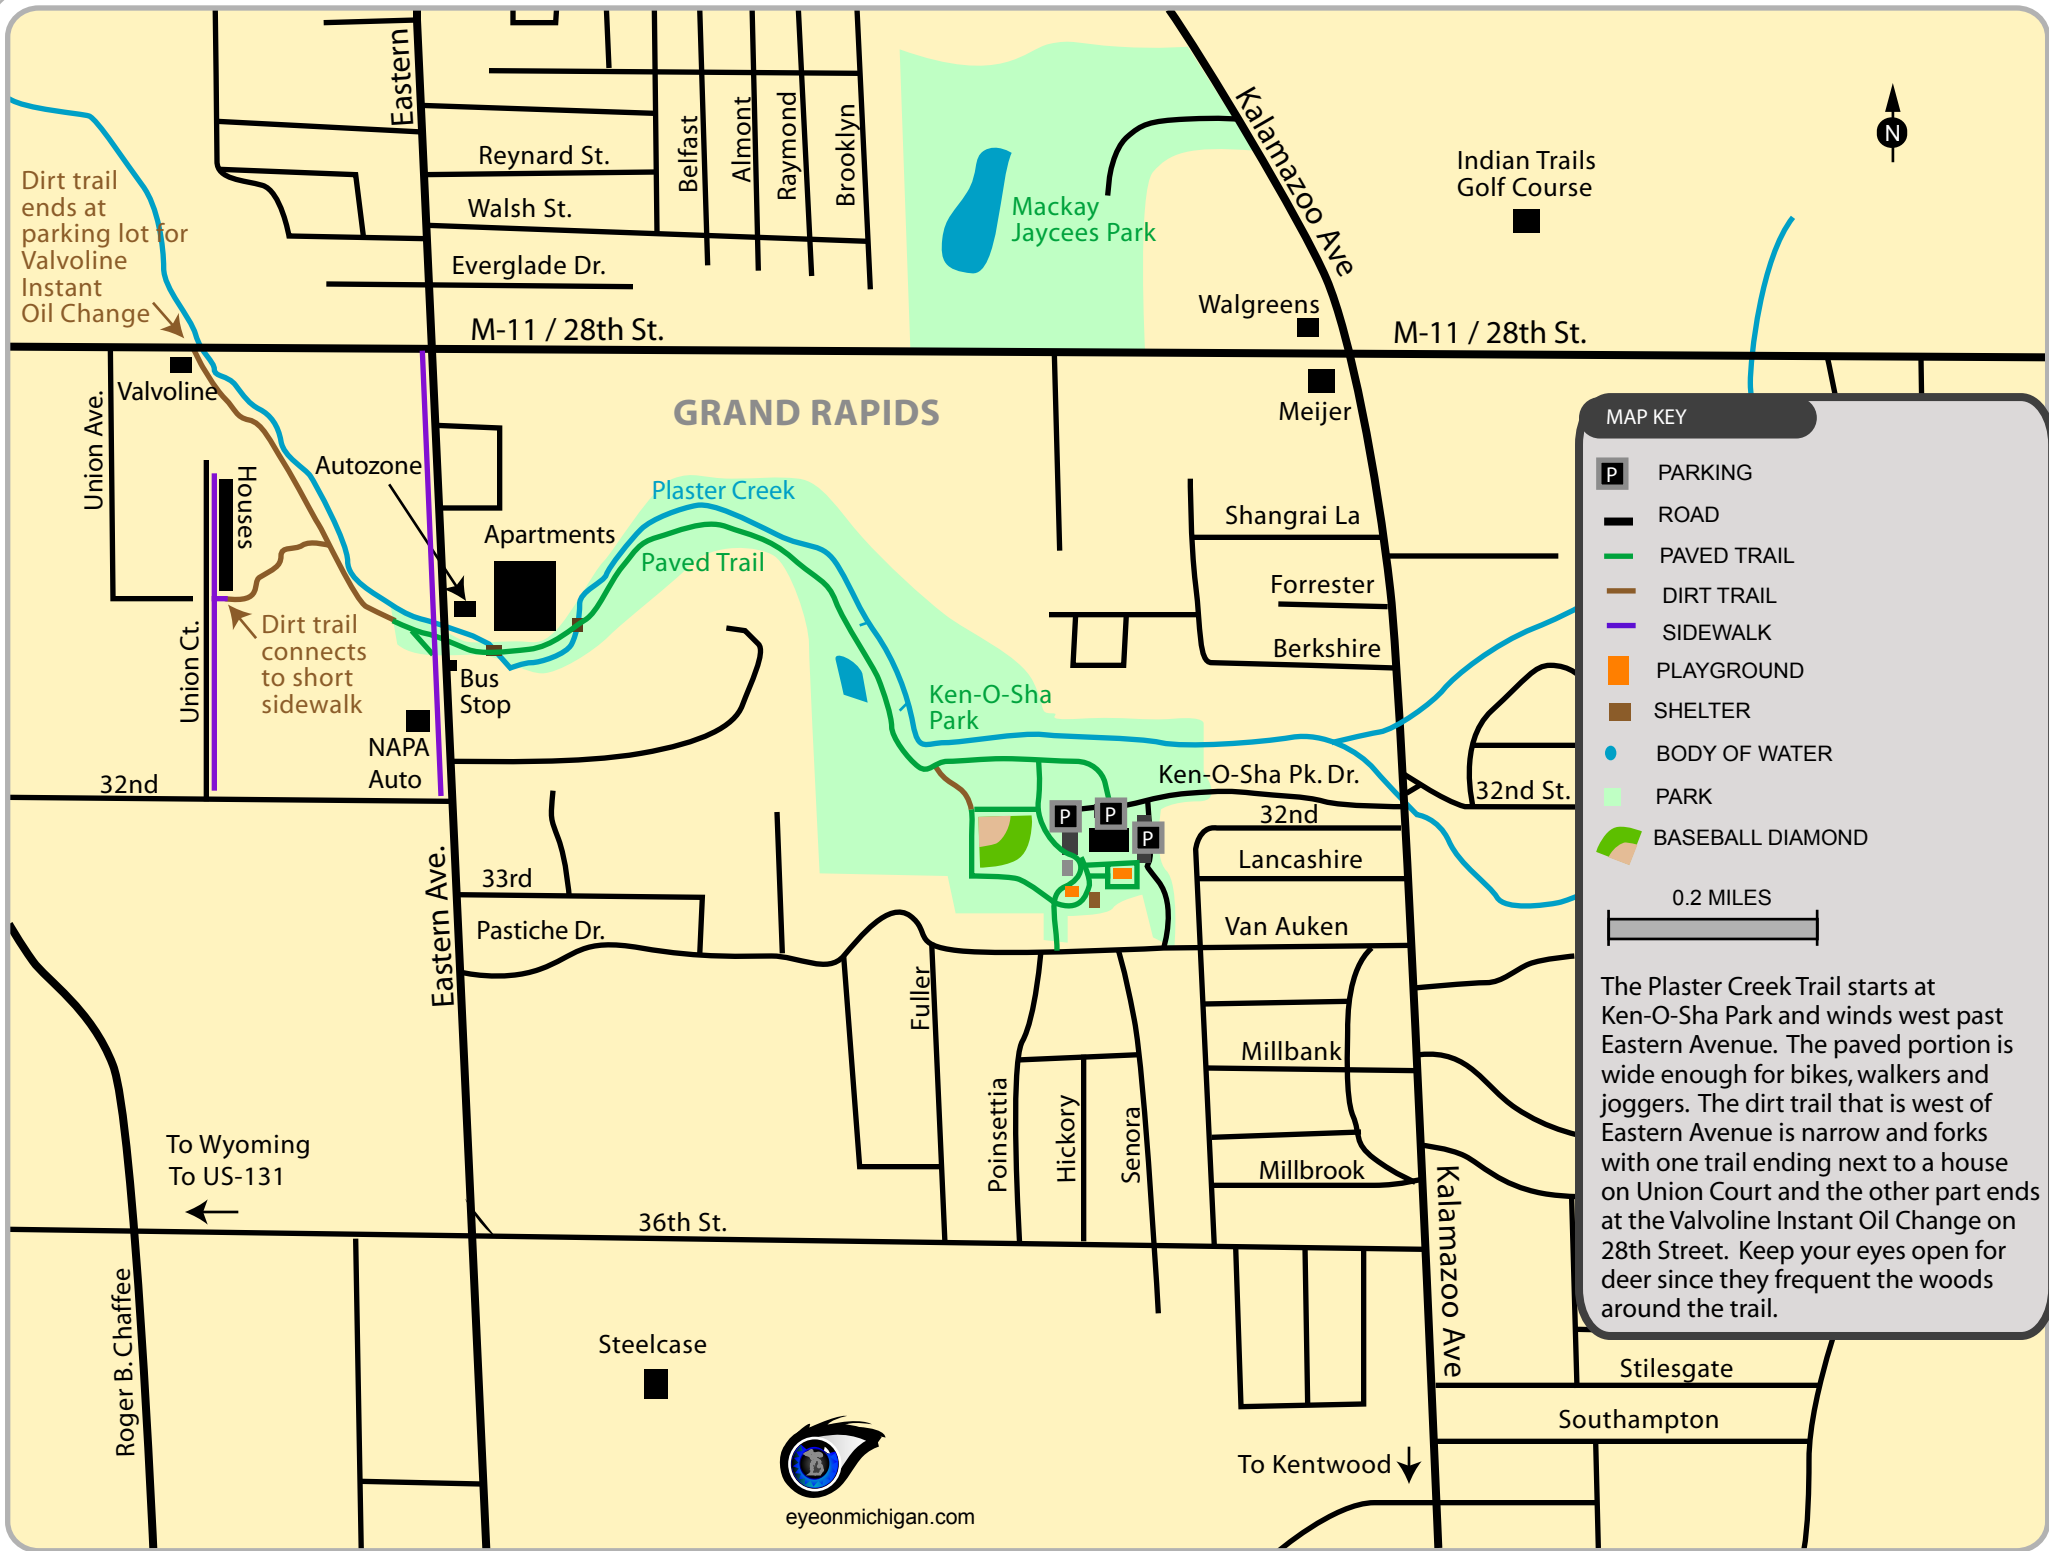 Eastern
Reynard St.
Walsh St.
Everglade Dr.
Belfast
Almont
Raymond
Brooklyn
Kalamazoo Ave
Mackay
Jaycees Park
Indian Trails
Golf Course
N
Dirt trail
ends at
parking lot for
Valvoline
Instant
Oil Change
M-11 / 28th St.
Walgreens
M-11 / 28th St.
Valvoline
Union Ave.
GRAND RAPIDS
Meijer
Houses
Autozone
Apartments
Plaster Creek
Paved Trail
Shangrai La
Forrester
Berkshire
Union Ct.
Dirt trail
connects
to short
sidewalk
Bus
Stop
NAPA
Auto
Ken-O-Sha
Park
32nd
Ken-O-Sha Pk. Dr.
32nd St.
P
P
P
32nd
Lancashire
Van Auken
33rd
Pastiche Dr.
Eastern Ave.
Fuller
Poinsettia
Hickory
Senora
Millbank
Millbrook
Kalamazoo Ave
To Wyoming
To US-131
36th St.
Roger B. Chaffee
Steelcase
eyeonmichigan.com
To Kentwood
Stilesgate
Southampton
MAP KEY
P PARKING
ROAD
PAVED TRAIL
DIRT TRAIL
SIDEWALK
PLAYGROUND
SHELTER
BODY OF WATER
PARK
BASEBALL DIAMOND
0.2 MILES
The Plaster Creek Trail starts at
Ken-O-Sha Park and winds west past
Eastern Avenue. The paved portion is
wide enough for bikes, walkers and
joggers. The dirt trail that is west of
Eastern Avenue is narrow and forks
with one trail ending next to a house
on Union Court and the other part ends
at the Valvoline Instant Oil Change on
28th Street. Keep your eyes open for
deer since they frequent the woods
around the trail.